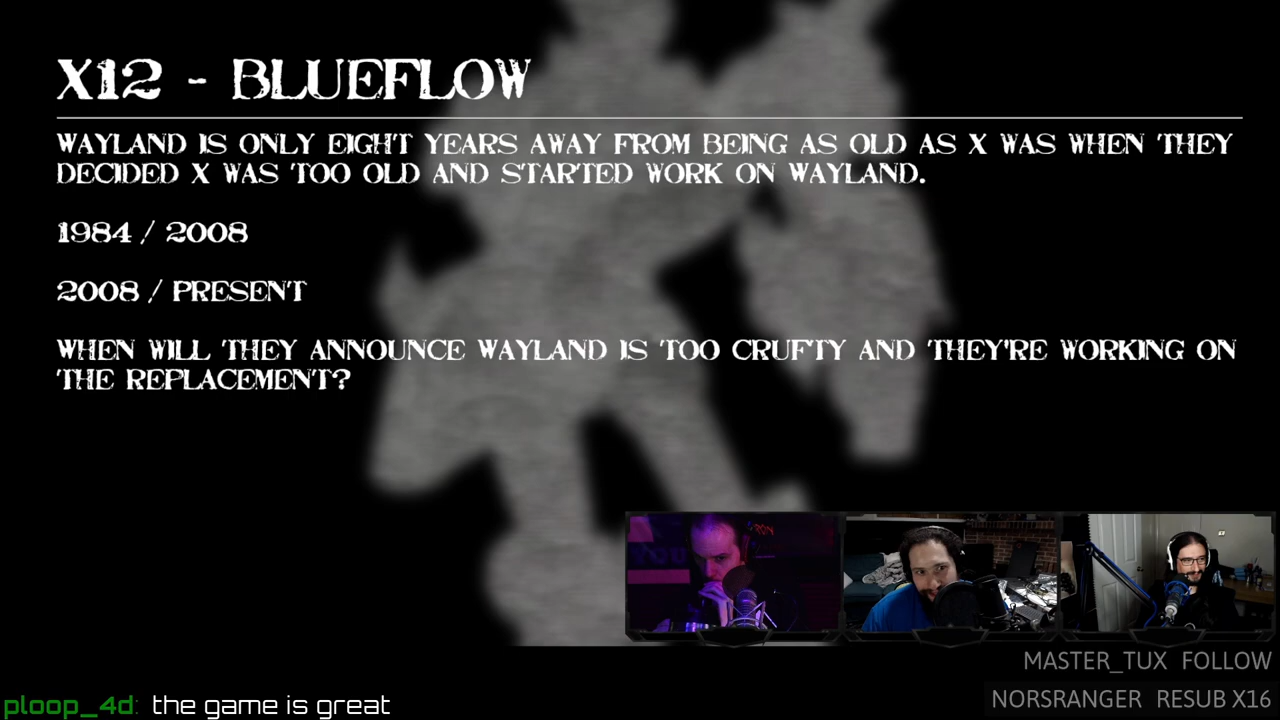 X12 - BLUEFLOW
WAYLAND IS ONLY EIGHT YEARS AWAY FROM BEING AS OLD AS X WAS WHEN THEY
DECIDED X WAS TOO OLD AND STARTED WORK ON WAYLAND.
1984 / 2008
2008 / PRESENT
WHEN WILL THEY ANNOUNCE WAYLAND IS TOO CRUFTY AND THEY'RE WORKING ON
THE REPLACEMENT?
MASTER_TUX FOLLOW
NORSRANGER RESUB X16
ploop_4d: the game is great